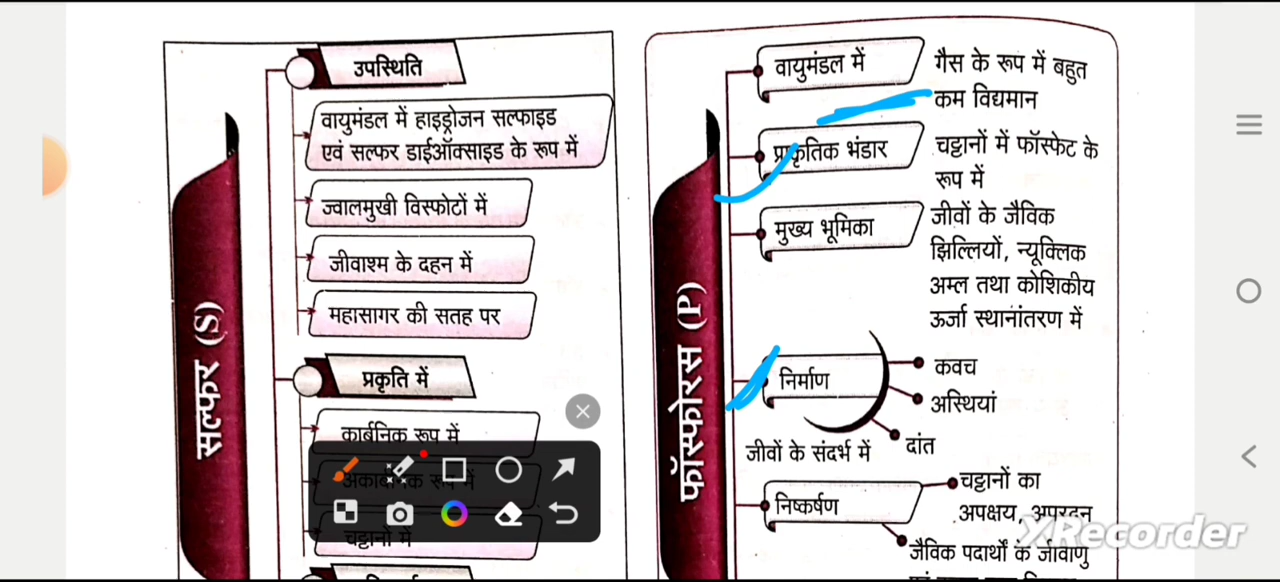 सल्फर (S)
उपस्थिति
वायुमंडल में हाइड्रोजन सल्फाइड
एवं सल्फर डाईऑक्साइड के रूप में
ज्वालमुखी विस्फोटों में
जीवाश्म के दहन में
महासागर की सतह पर
प्रकृति में
कार्बनिक रूप में
अकार्बनिक रूप में
चट्टानों में
फॉस्फोरस (P)
वायुमंडल में
गैस के रूप में बहुत
कम विद्यमान
प्राकृतिक भंडार
चट्टानों में फॉस्फेट के
रूप में
मुख्य भूमिका
जीवों के जैविक
झिल्लियों, न्यूक्लिक
अम्ल तथा कोशिकीय
ऊर्जा स्थानांतरण में
निर्माण
कवच
अस्थियां
दांत
जीवों के संदर्भ में
निष्कर्षण
चट्टानों का
अपक्षय, अपरदन
जैविक पदार्थों के जीवाणु
XRecorder